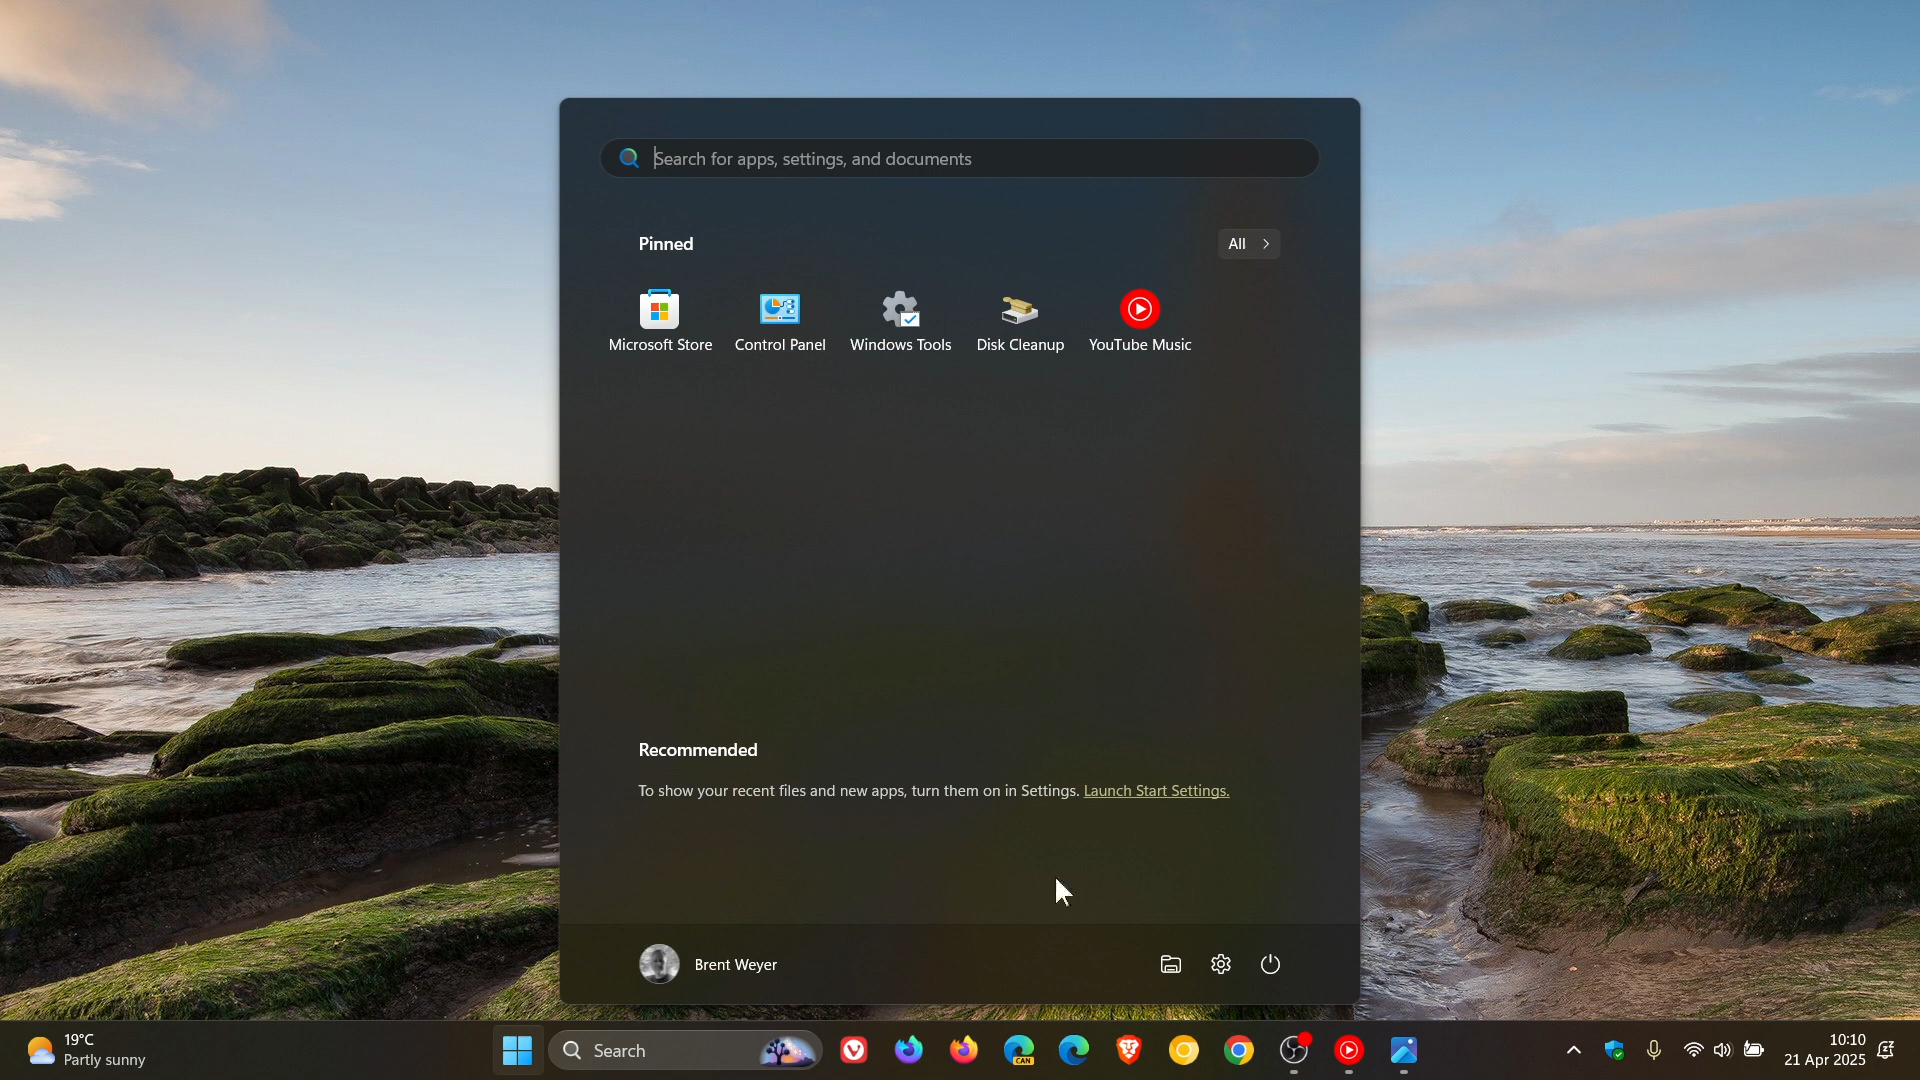 Search for apps, settings, and documents
Pinned
All
Microsoft Store
Control Panel
Windows Tools
Disk Cleanup
YouTube Music
Recommended
To show your recent files and new apps, turn them on in Settings. Launch Start Settings.
Brent Weyer
19°C
Partly sunny
Search
CAN
10:10
21 Apr 2025